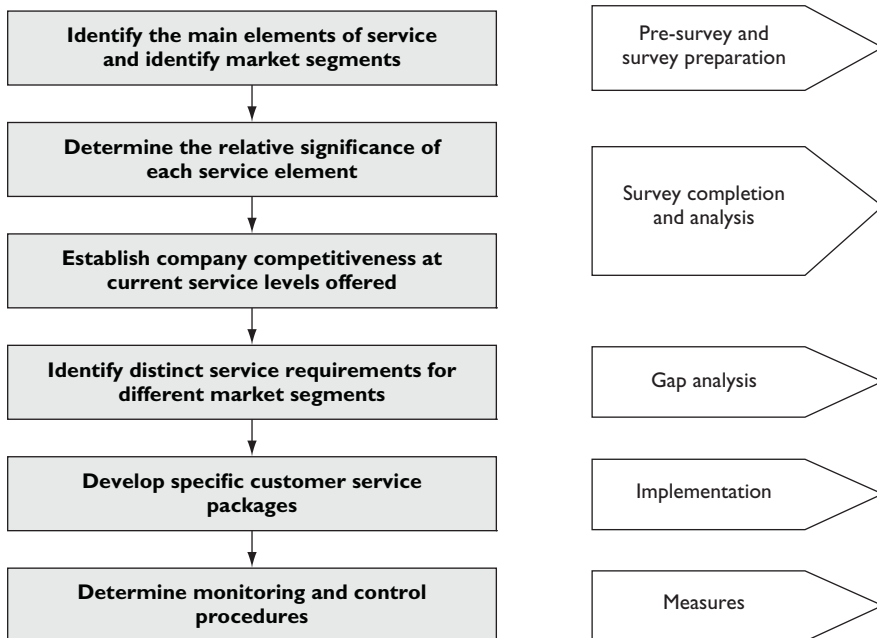 Identify the main elements of service
and identify market segments
Pre-survey and
survey preparation
Determine the relative significance of
each service element
Survey completion
and analysis
Establish company competitiveness at
current service levels offered
Identify distinct service requirements for
different market segments
Gap analysis
Develop specific customer service
packages
Implementation
Determine monitoring and control
procedures
Measures